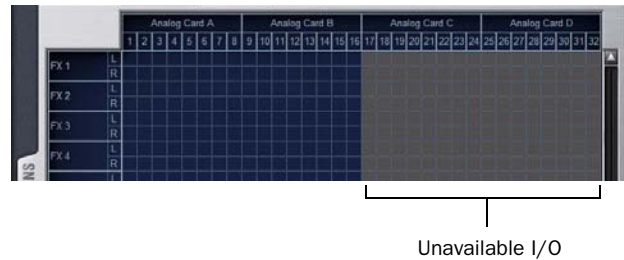 Analog Card A Analog Card B Analog Card C Analog Card D
1 2 3 4 5 6 7 8 9 10 11 12 13 14 15 16 17 18 19 20 21 22 23 24 25 26 27 28 29 30 31 32
FX 1 L
R
FX 2 L
R
FX 3 L
R
FX 4 L
R
L
NS
Unavailable I/O